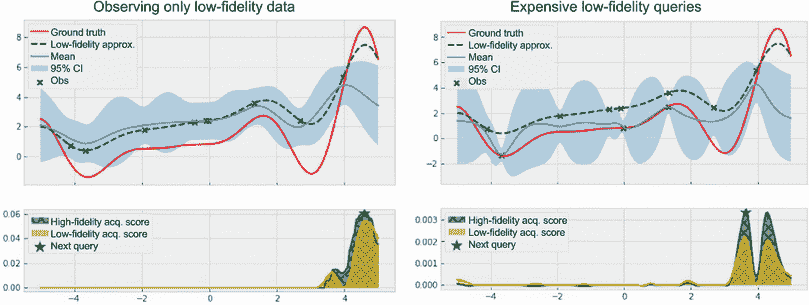 Observing only low-fidelity data
8
6
4
2
0
Ground truth
Low-fidelity approx.
Mean
95% CI
Obs
0.06
0.04
0.02
0.00
High-fidelity acq. score
Low-fidelity acq. score
Next query
−4
−2
0
2
4
Expensive low-fidelity queries
8
6
4
2
0
−2
Ground truth
Low-fidelity approx.
Mean
95% CI
Obs
0.003
0.002
0.001
0.000
High-fidelity acq. score
Low-fidelity acq. score
Next query
−4
−2
0
2
4